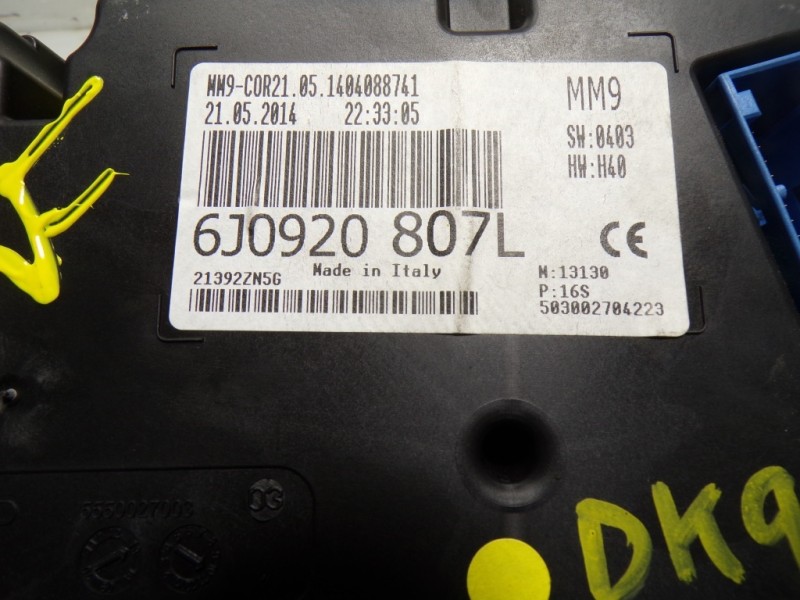 MM9-COR21.05.1404088741
21.05.2014 22:33:05
MM9
SW:0403
HW:H40
6J0920 807L
CE
21392ZN5G
Made in Italy
M:13130
P:16S
503002704223
DK9